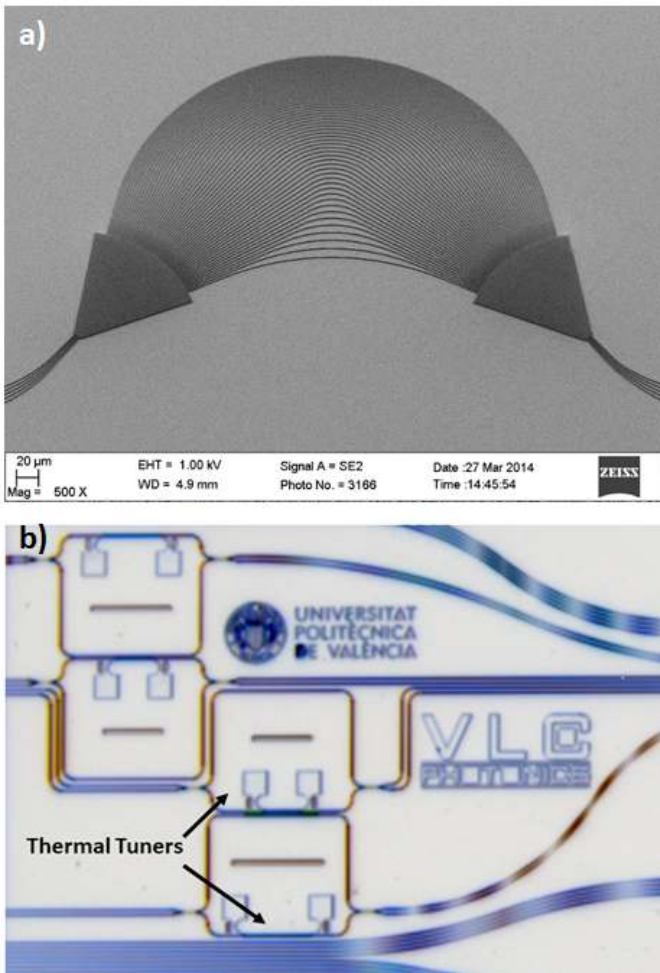 a)
20 µm
Mag = 500 X
EHT = 1.00 kV
WD = 4.9 mm
Signal A = SE2
Photo No. = 3166
Date :27 Mar 2014
Time :14:45:54
ZEISS
b)
UNIVERSITAT
POLITÈCNICA
DE VALÈNCIA
VLC
PHOTONICS
Thermal Tuners